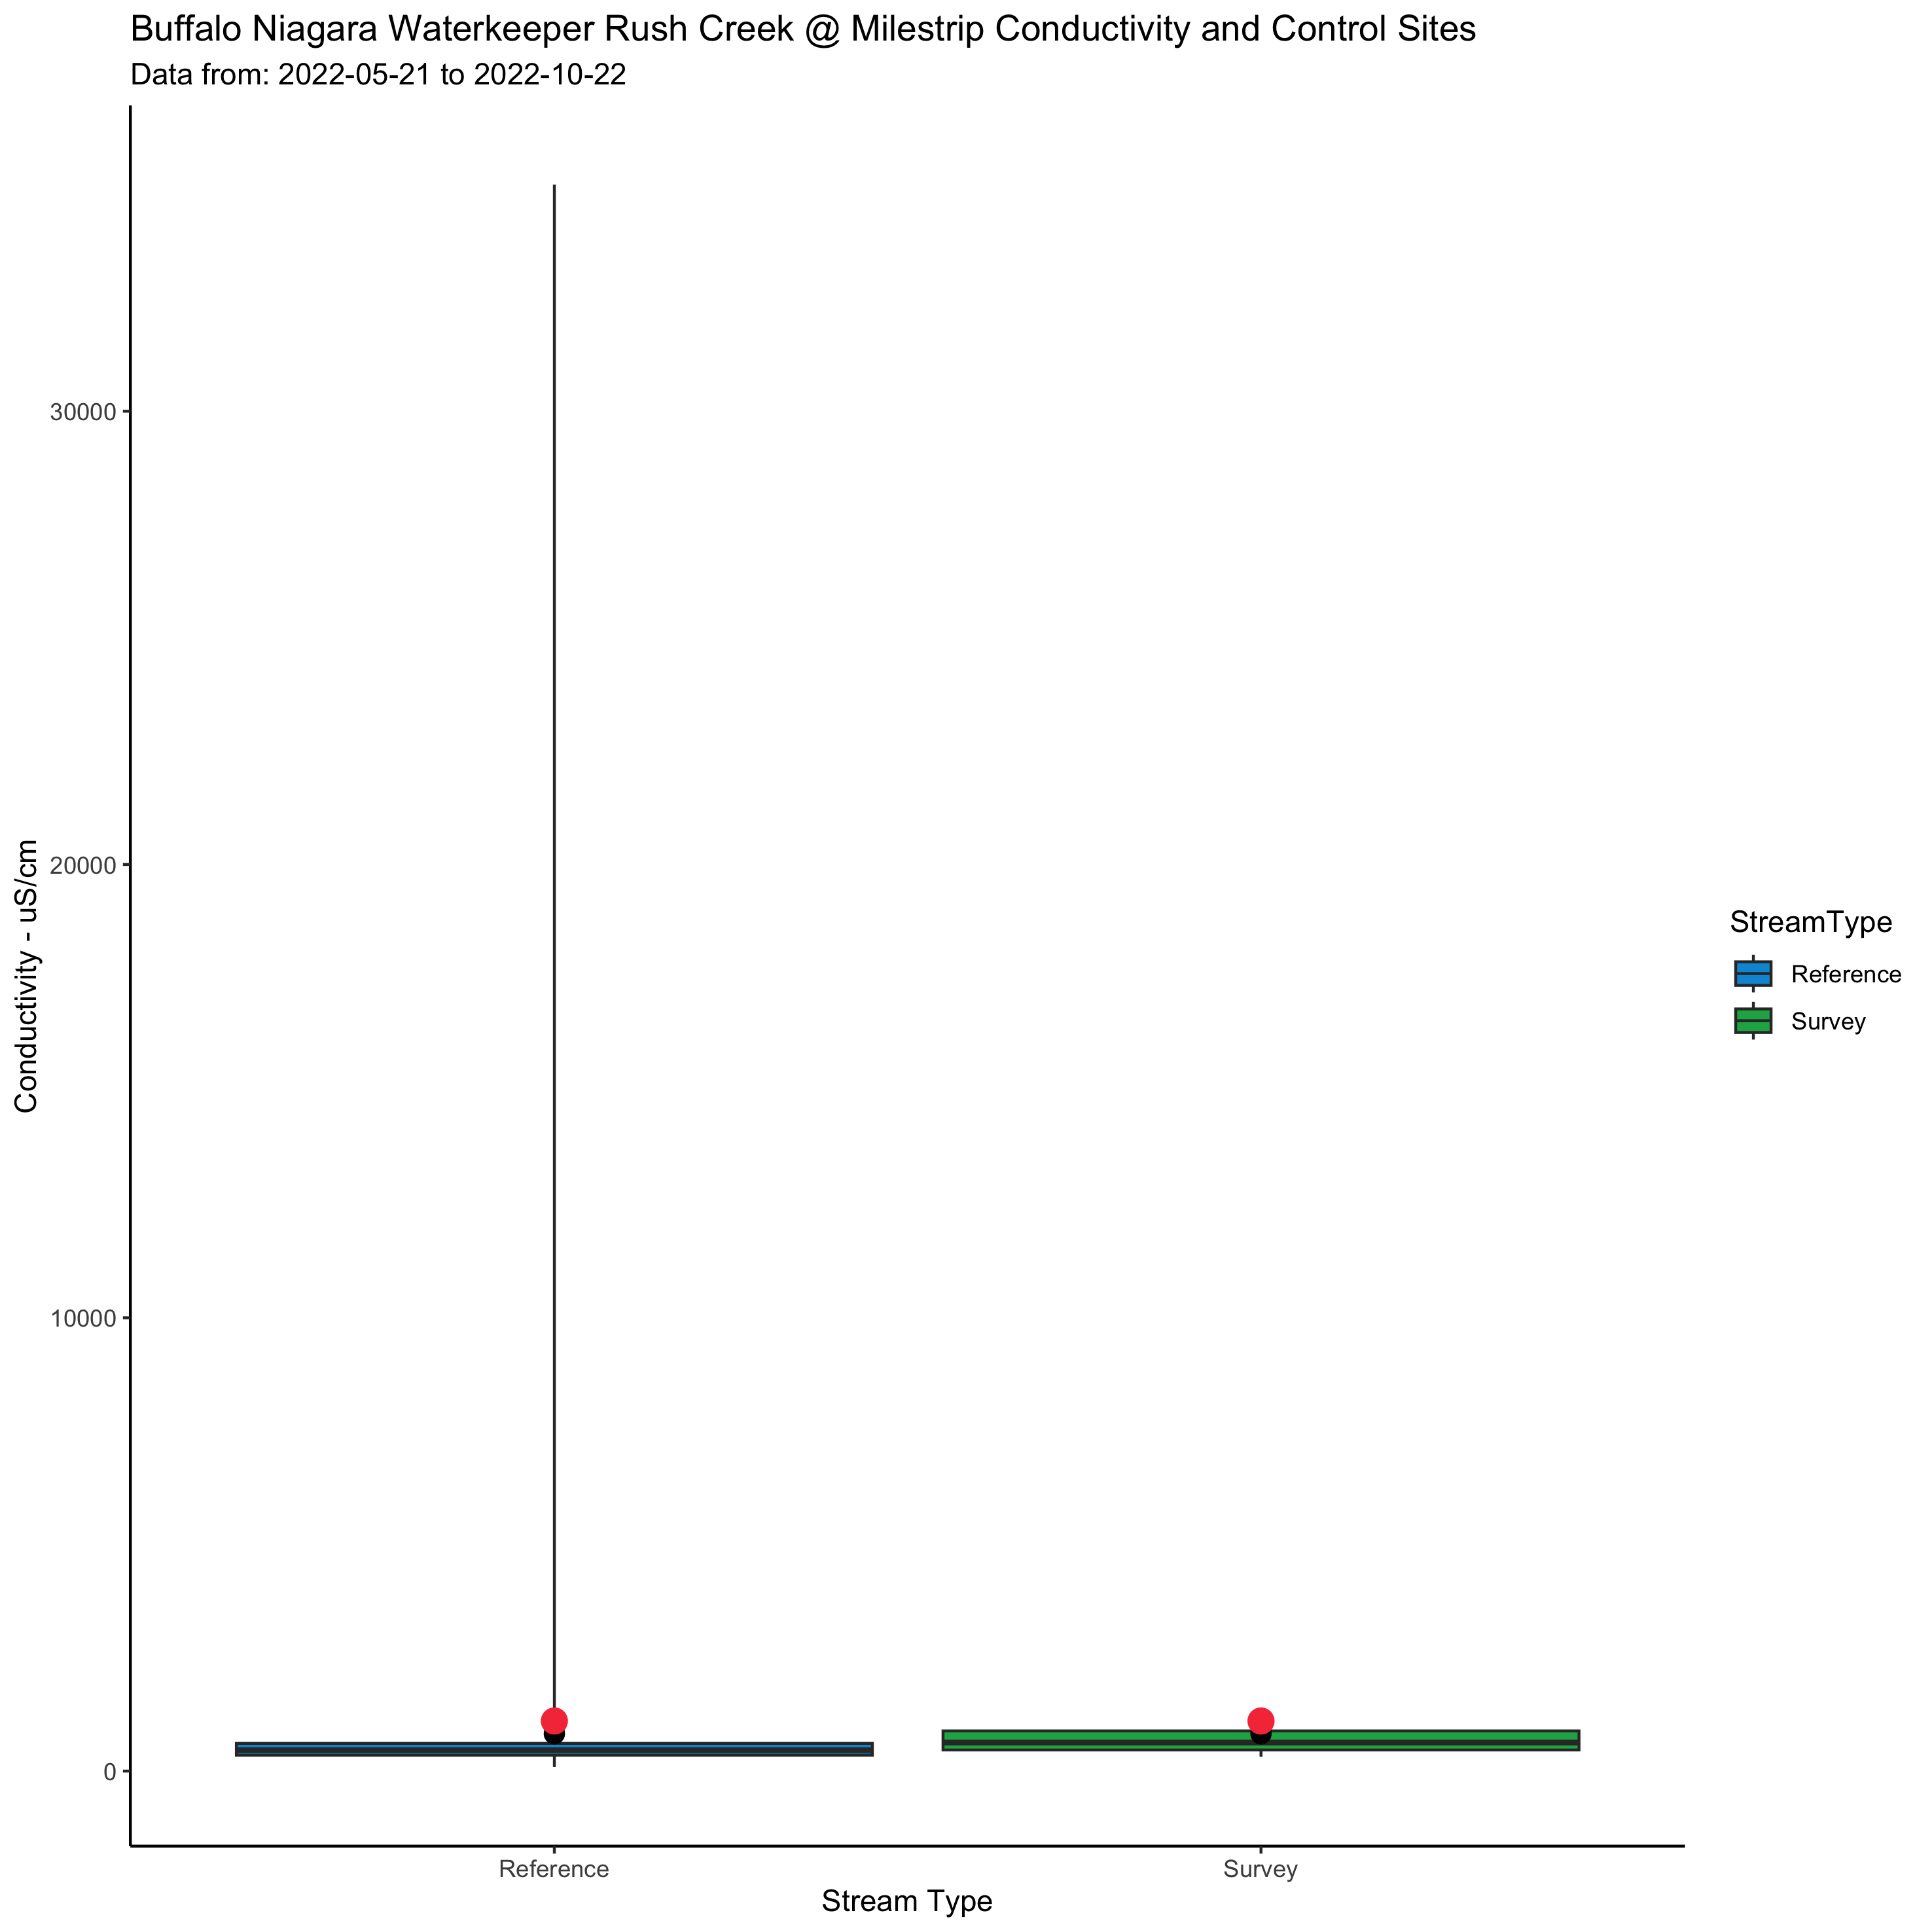 Buffalo Niagara Waterkeeper Rush Creek @ Milestrip Conductivity and Control Sites
Data from: 2022-05-21 to 2022-10-22
Conductivity - uS/cm
30000
20000
10000
0
Reference
Survey
Stream Type
StreamType
Reference
Survey